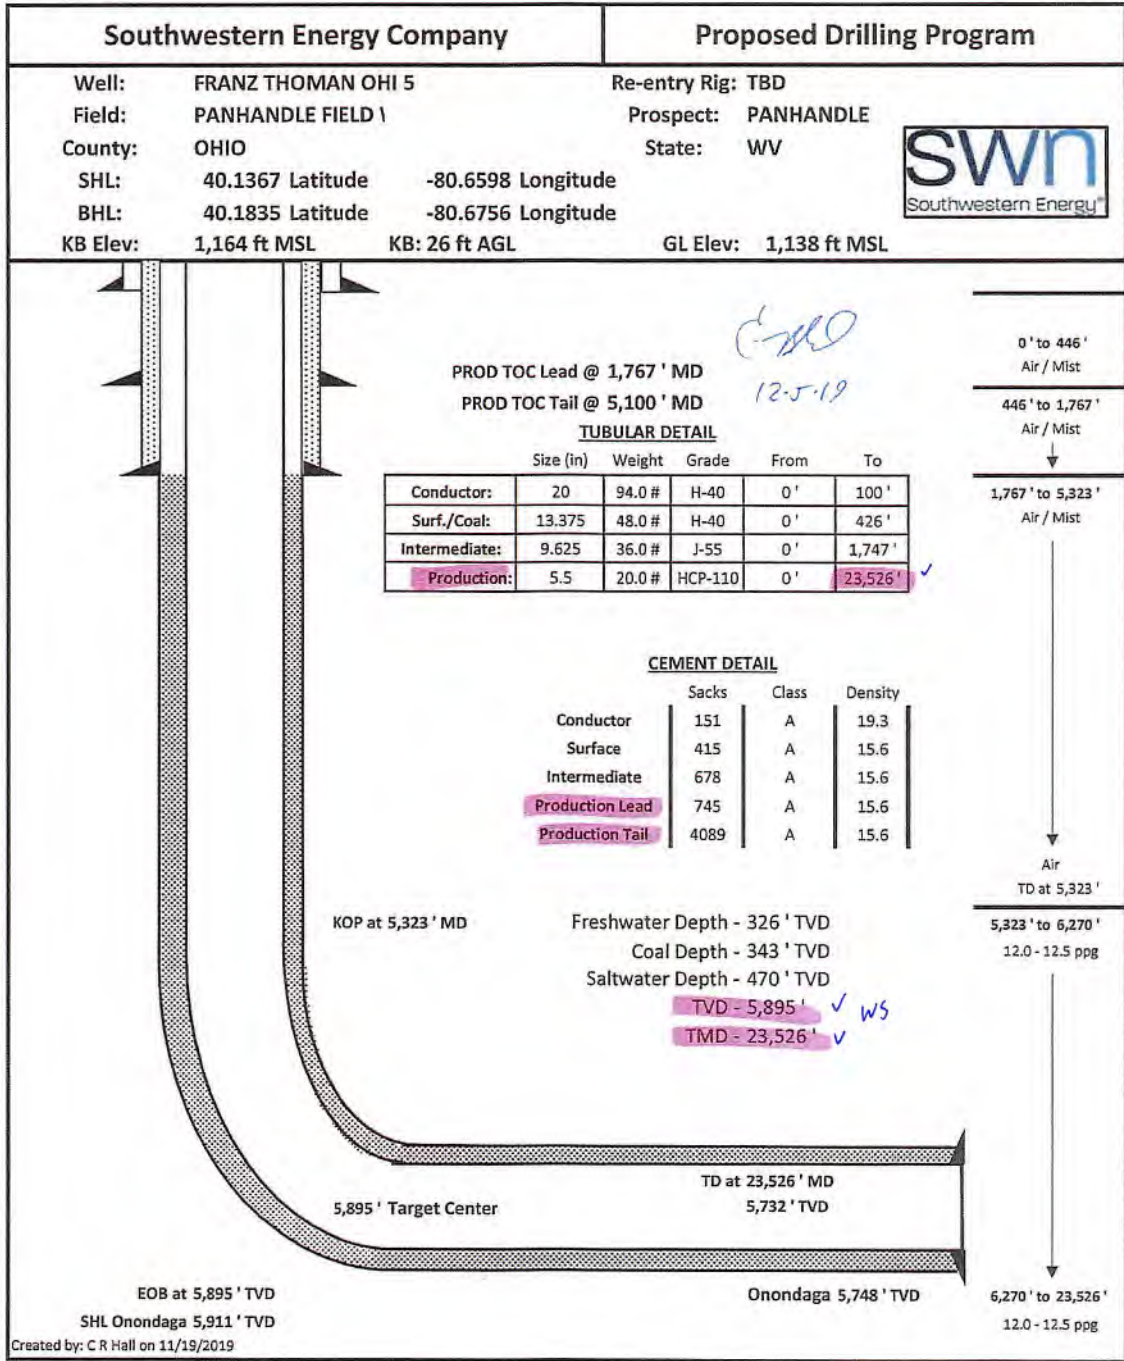 Southwestern Energy Company
Proposed Drilling Program
Well: FRANZ THOMAN OHI 5 Re-entry Rig: TBD
Field: PANHANDLE FIELD \ Prospect: PANHANDLE
County: OHIO State: WV
SHL: 40.1367 Latitude -80.6598 Longitude
BHL: 40.1835 Latitude -80.6756 Longitude
KB Elev: 1,164 ft MSL KB: 26 ft AGL GL Elev: 1,138 ft MSL
swn
Southwestern Energy®
0 ' to 446 '
Air / Mist
PROD TOC Lead @ 1,767 ' MD
PROD TOC Tail @ 5,100 ' MD
12-5-19
446 ' to 1,767 '
Air / Mist
TUBULAR DETAIL
Size (in) Weight Grade From To
Conductor: 20 94.0 # H-40 0 ' 100 '
Surf./Coal: 13.375 48.0 # H-40 0 ' 426 '
Intermediate: 9.625 36.0 # J-55 0 ' 1,747 '
Production: 5.5 20.0 # HCP-110 0 ' 23,526 ' ✓
1,767 ' to 5,323 '
Air / Mist
CEMENT DETAIL
Sacks Class Density
Conductor 151 A 19.3
Surface 415 A 15.6
Intermediate 678 A 15.6
Production Lead 745 A 15.6
Production Tail 4089 A 15.6
Air
TD at 5,323 '
KOP at 5,323 ' MD
Freshwater Depth - 326 ' TVD
Coal Depth - 343 ' TVD
Saltwater Depth - 470 ' TVD
TVD - 5,895 ' ✓ WS
TMD - 23,526 ' ✓
5,323 ' to 6,270 '
12.0 - 12.5 ppg
TD at 23,526 ' MD
5,732 ' TVD
5,895 ' Target Center
EOB at 5,895 ' TVD
SHL Onondaga 5,911 ' TVD
Onondaga 5,748 ' TVD
6,270 ' to 23,526 '
12.0 - 12.5 ppg
Created by: C R Hall on 11/19/2019